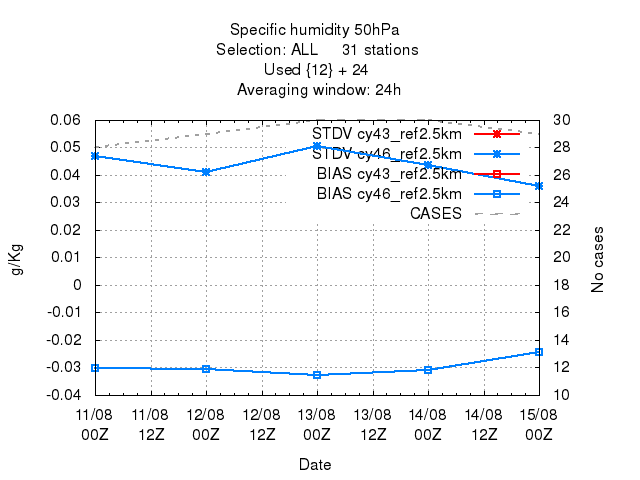 Specific humidity 50hPa
Selection: ALL 31 stations
Used {12} + 24
Averaging window: 24h
0.06
0.05
0.04
0.03
0.02
0.01
0
-0.01
-0.02
-0.03
-0.04
g/Kg
STDV cy43_ref2.5km
STDV cy46_ref2.5km
BIAS cy43_ref2.5km
BIAS cy46_ref2.5km
CASES
30
28
26
24
22
20
18
16
14
12
10
No cases
11/08 11/08 12/08 12/08 13/08 13/08 14/08 14/08 15/08
00Z 12Z 00Z 12Z 00Z 12Z 00Z 12Z 00Z
Date